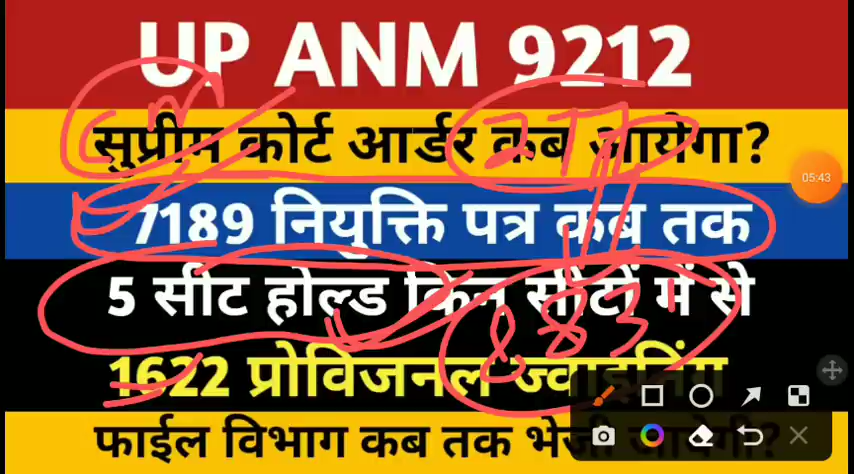 UP ANM 9212
सुप्रीम कोर्ट आर्डर कब आयेगा?
05:43
7189 नियुक्ति पत्र कब तक
5 सीट होल्ड किन सीटों में से
1622 प्रोविजनल ज्वाइनिंग
फाईल विभाग कब तक